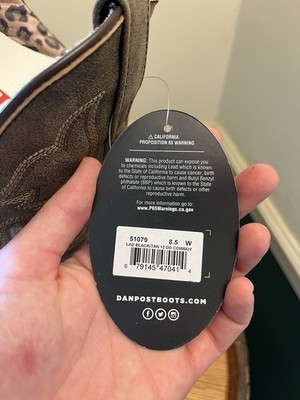 ⚠ CALIFORNIA
PROPOSITION 65 WARNING
WARNING: This product can expose you
to chemicals including Lead which is known to
the State of California to cause cancer, birth
defects or reproductive harm and Butyl Benzyl
phthalate (BBP) which is known to the State
of California to cause birth defects or other
reproductive harm.
For more information go to:
www.P65Warnings.ca.gov
51079 8.5 W
LAD BLACK/TAN 12 DD COWBOY
6 79145 47041 4
DANPOSTBOOTS.COM